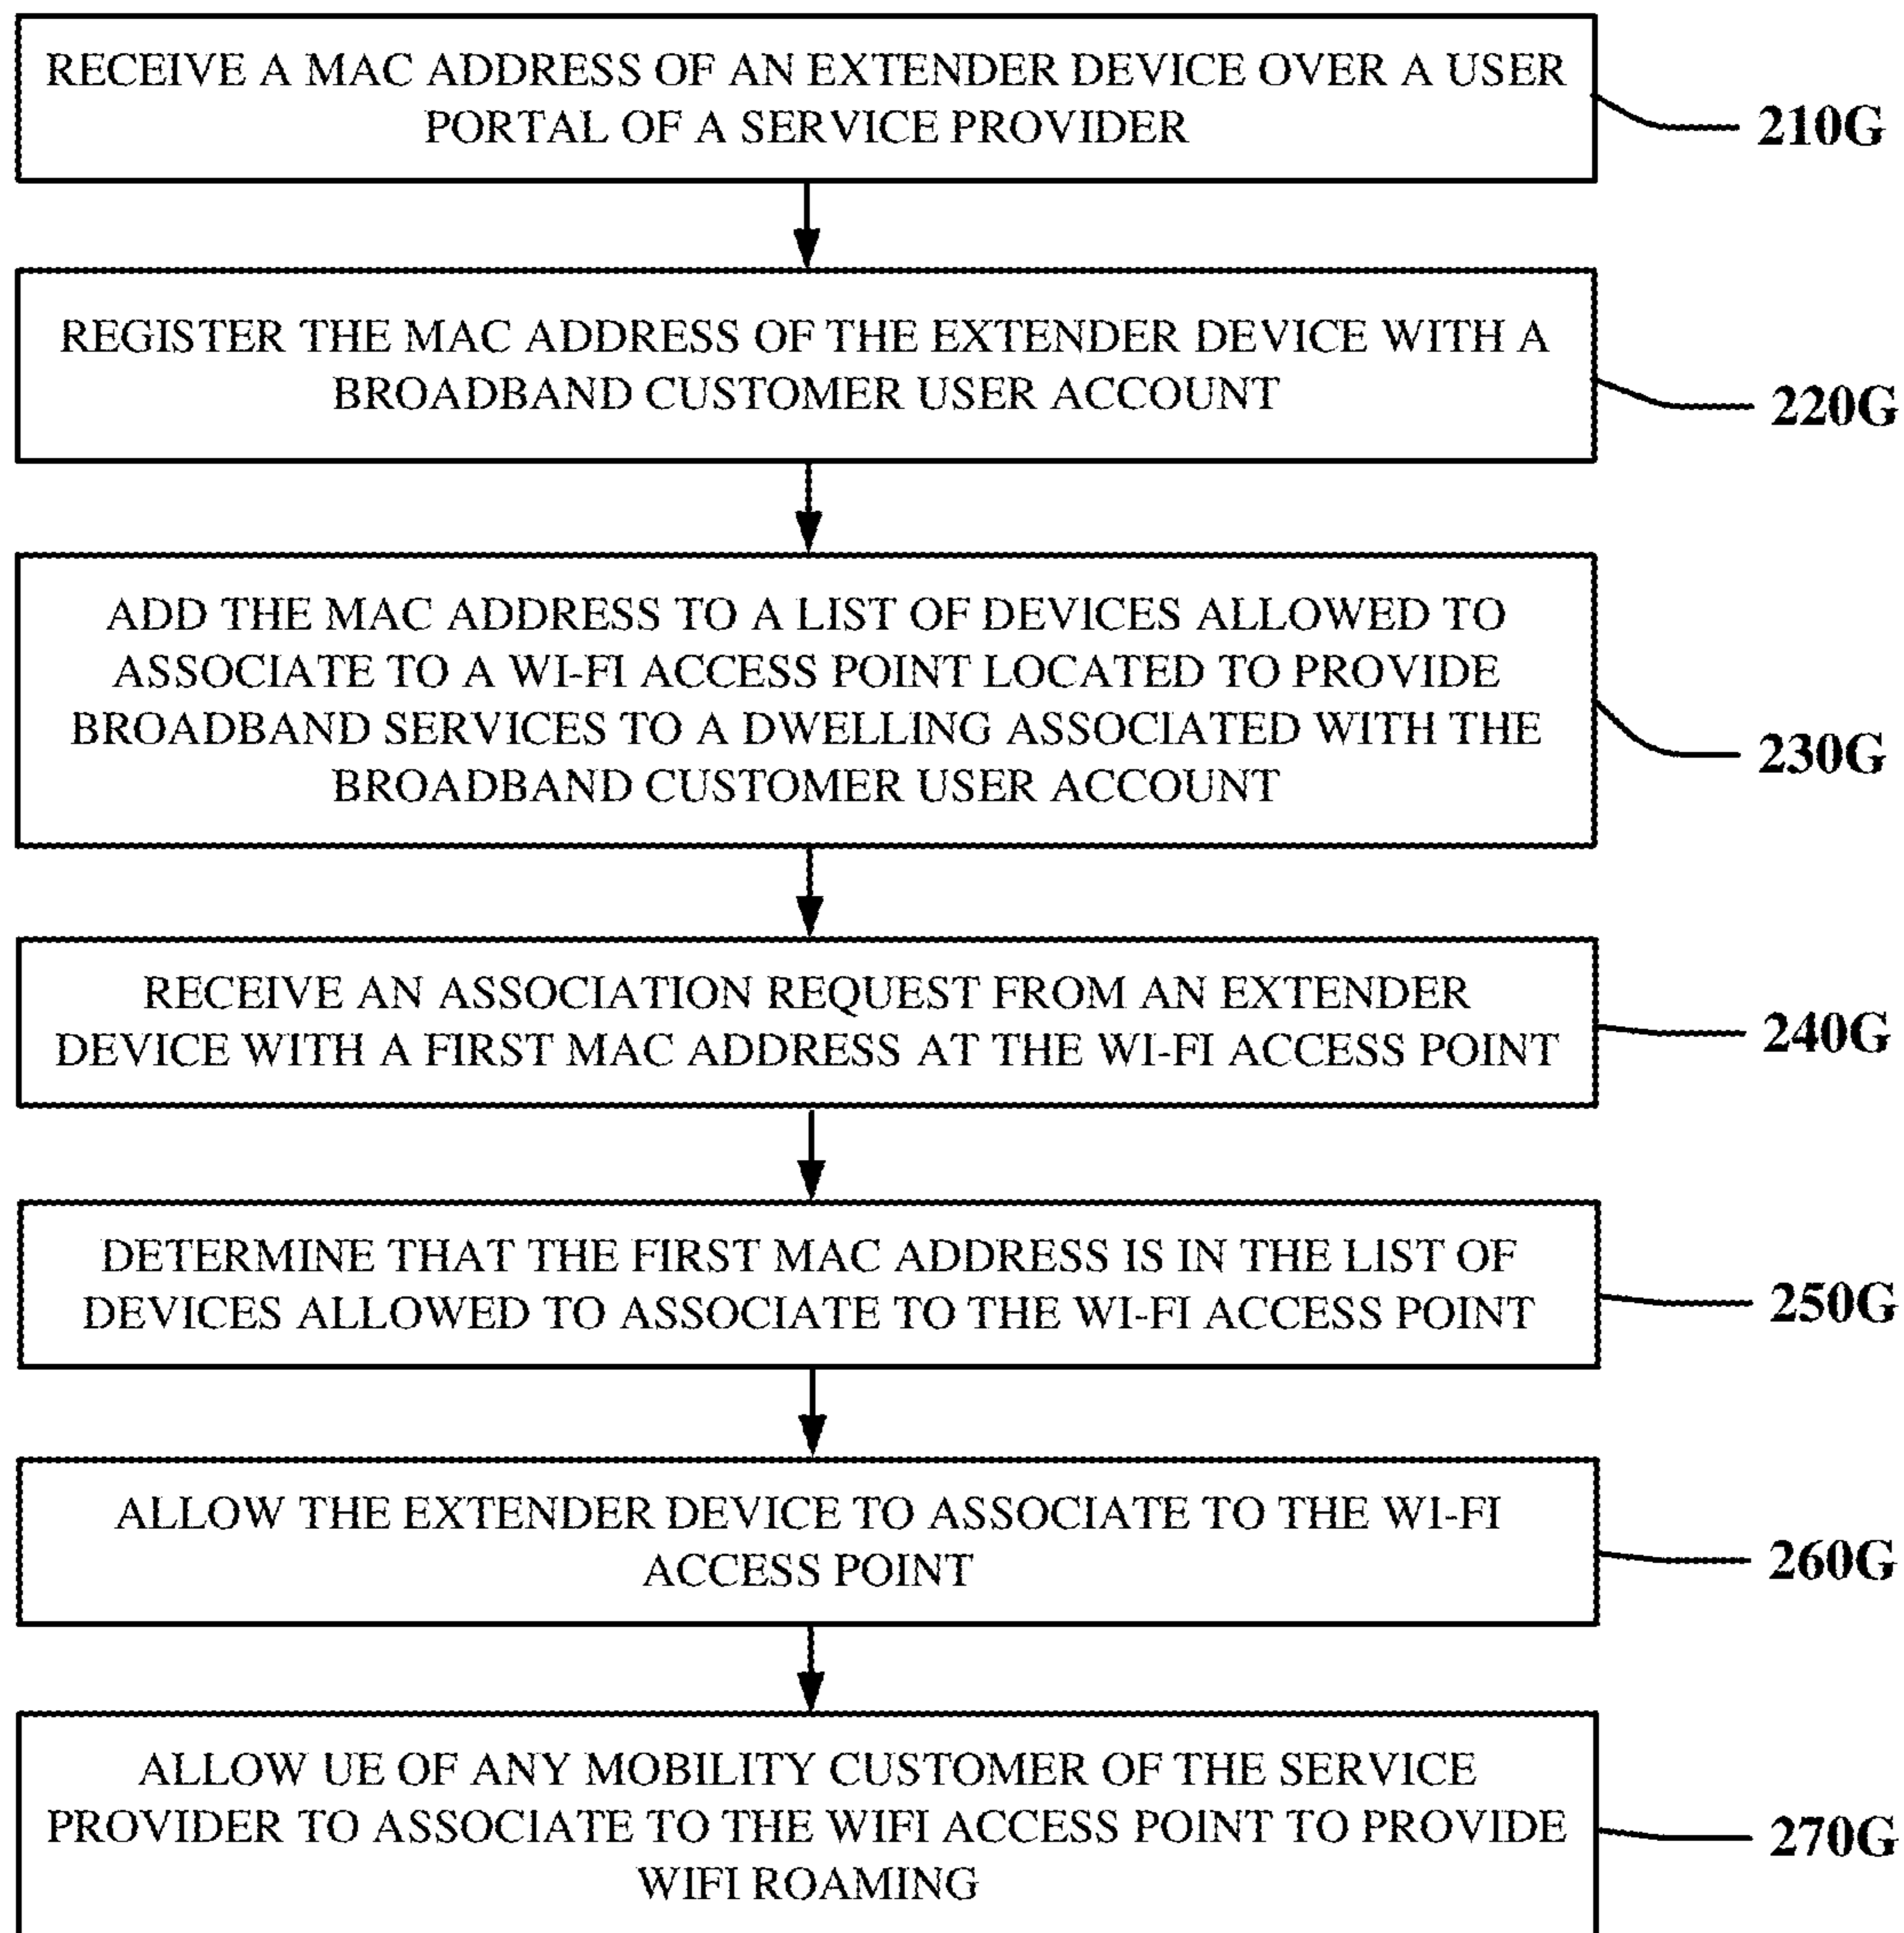 RECEIVE A MAC ADDRESS OF AN EXTENDER DEVICE OVER A USER
PORTAL OF A SERVICE PROVIDER
210G
REGISTER THE MAC ADDRESS OF THE EXTENDER DEVICE WITH A
BROADBAND CUSTOMER USER ACCOUNT
220G
ADD THE MAC ADDRESS TO A LIST OF DEVICES ALLOWED TO
ASSOCIATE TO A WI-FI ACCESS POINT LOCATED TO PROVIDE
BROADBAND SERVICES TO A DWELLING ASSOCIATED WITH THE
BROADBAND CUSTOMER USER ACCOUNT
230G
RECEIVE AN ASSOCIATION REQUEST FROM AN EXTENDER
DEVICE WITH A FIRST MAC ADDRESS AT THE WI-FI ACCESS POINT
240G
DETERMINE THAT THE FIRST MAC ADDRESS IS IN THE LIST OF
DEVICES ALLOWED TO ASSOCIATE TO THE WI-FI ACCESS POINT
250G
ALLOW THE EXTENDER DEVICE TO ASSOCIATE TO THE WI-FI
ACCESS POINT
260G
ALLOW UE OF ANY MOBILITY CUSTOMER OF THE SERVICE
PROVIDER TO ASSOCIATE TO THE WIFI ACCESS POINT TO PROVIDE
WIFI ROAMING
270G